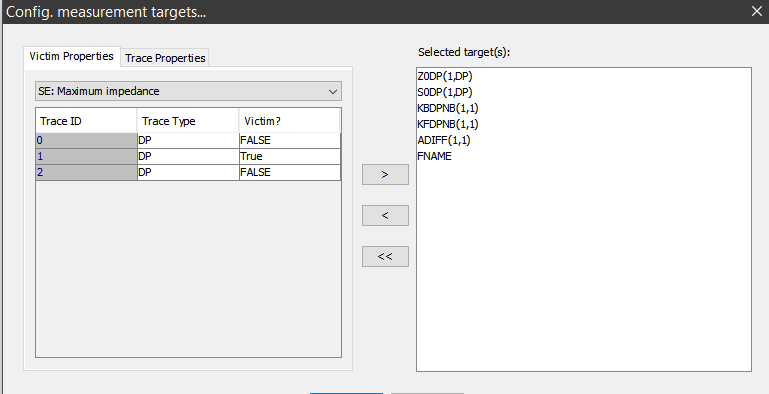 Config. measurement targets...
Victim Properties
Trace Properties
SE: Maximum impedance
Trace ID Trace Type Victim?
0 DP FALSE
1 DP True
2 DP FALSE
>
<
<<
Selected target(s):
Z0DP(1,DP)
S0DP(1,DP)
KBDPNB(1,1)
KFDPNB(1,1)
ADIFF(1,1)
FNAME